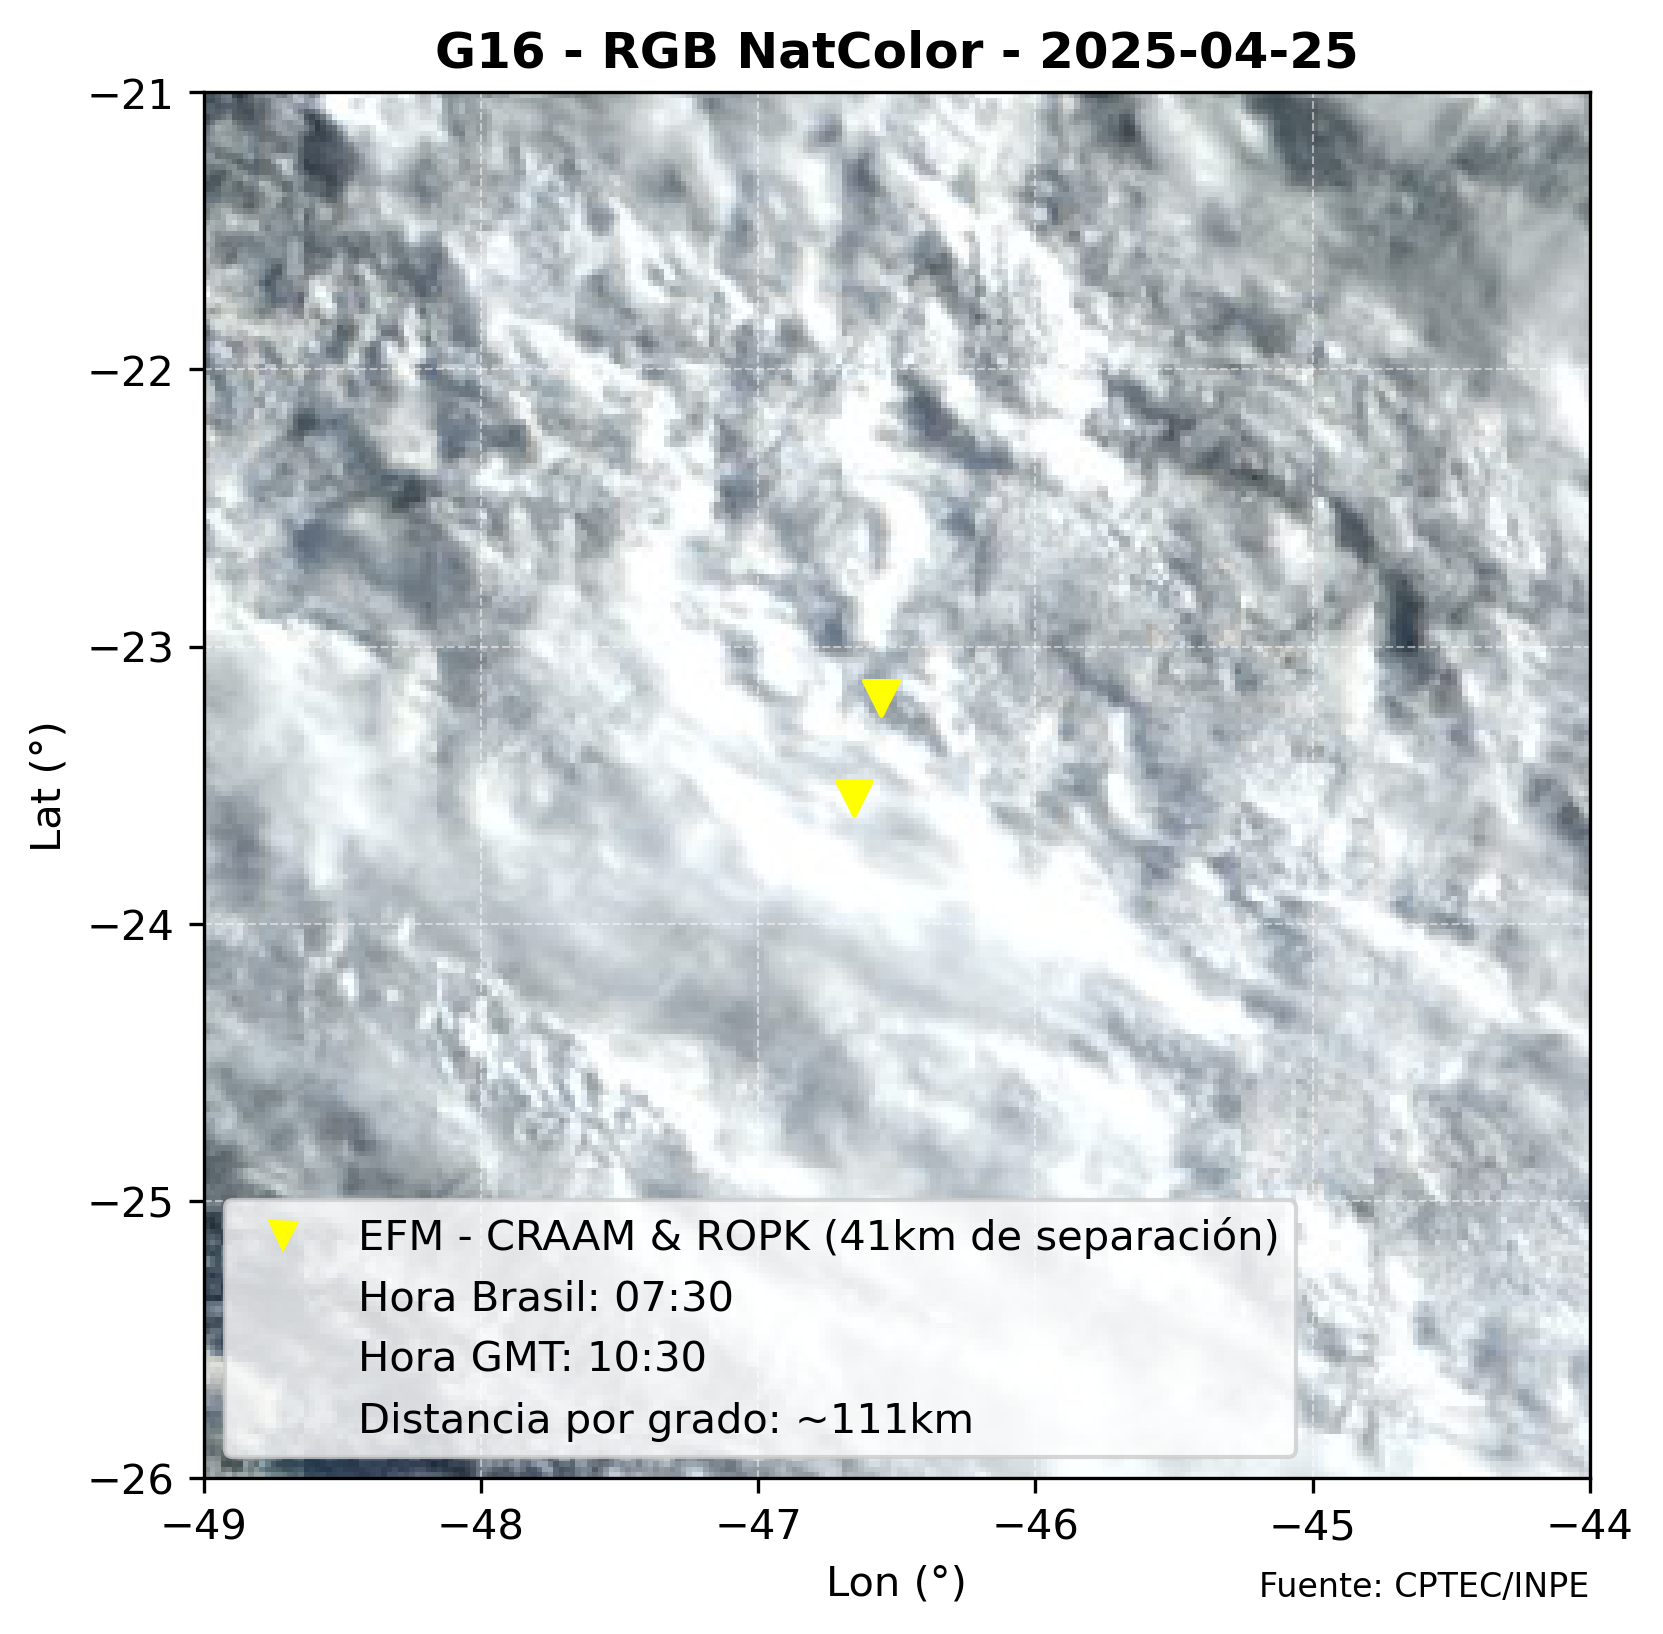 G16 - RGB NatColor - 2025-04-25
−21
−22
−23
−24
−25
−26
Lat (°)
EFM - CRAAM & ROPK (41km de separación)
Hora Brasil: 07:30
Hora GMT: 10:30
Distancia por grado: ~111km
−49 −48 −47 −46 −45 −44
Lon (°)
Fuente: CPTEC/INPE